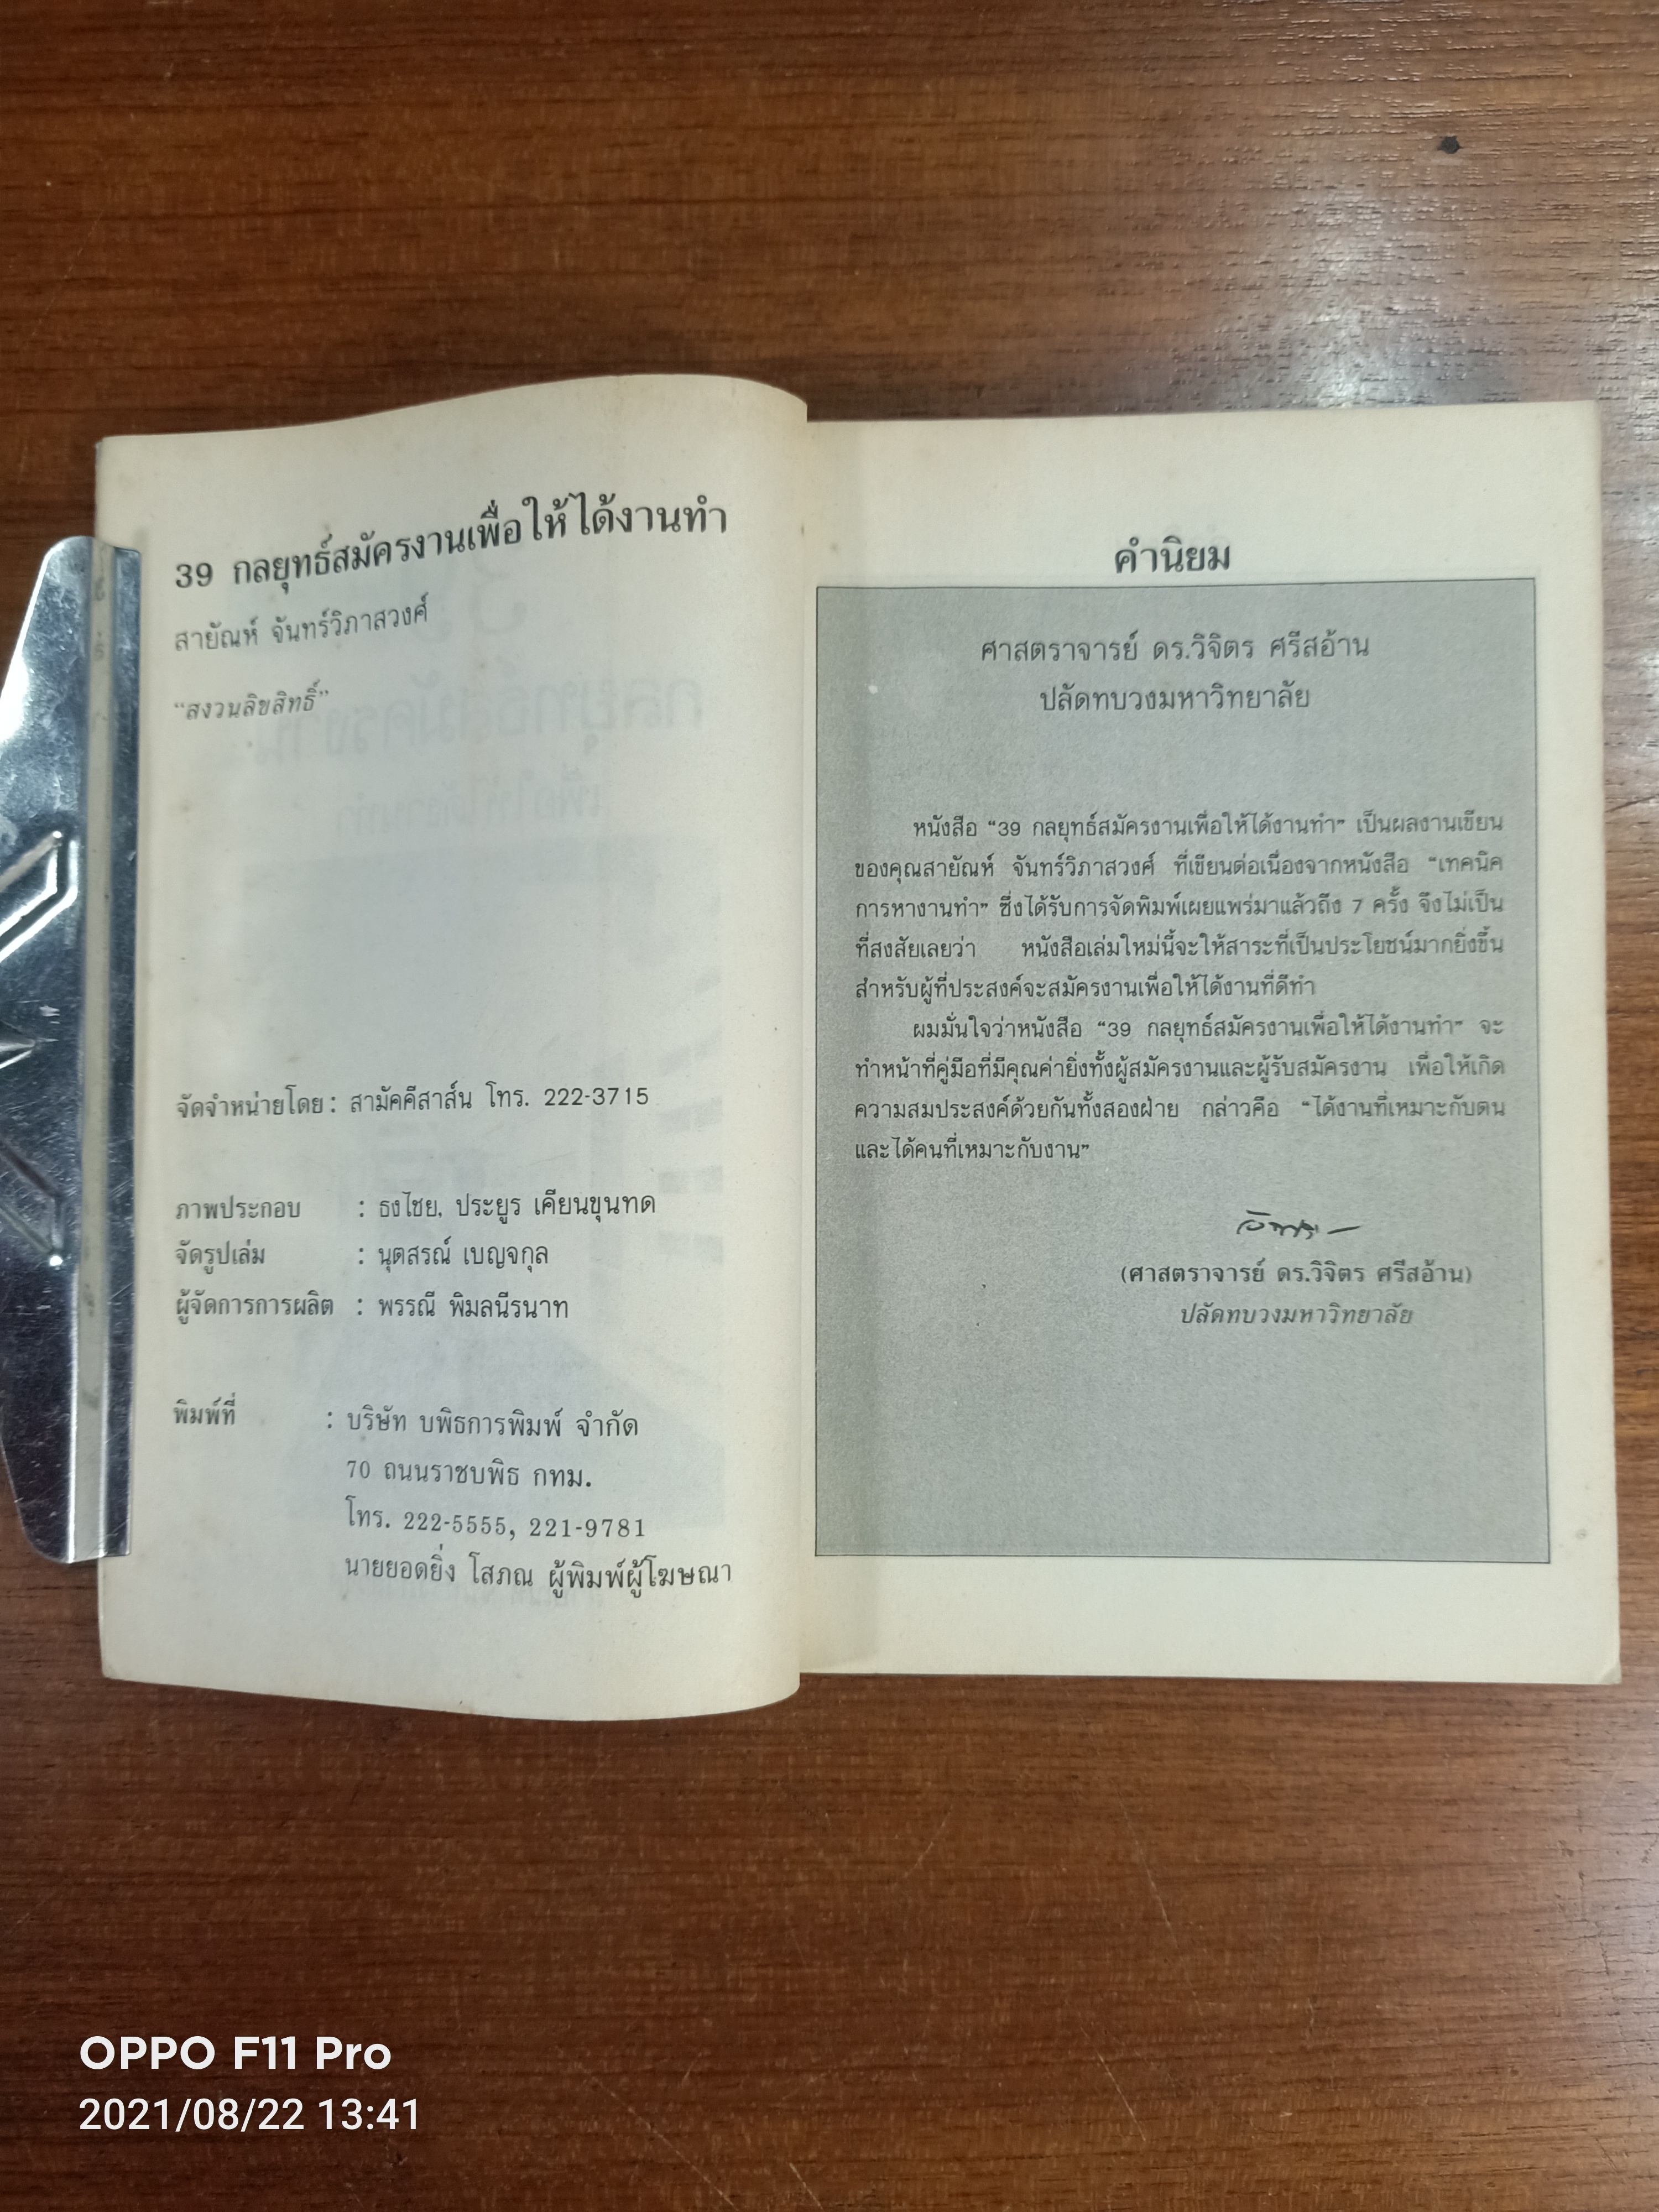 39 กลยุทธ์สมัครงานเพื่อให้ได้งานทำ
สายัณห์ จันทร์วิภาสวงศ์
“สงวนลิขสิทธิ์”
จัดจำหน่ายโดย : สามัคคีสาส์น โทร. 222-3715
ภาพประกอบ : ธงไชย, ประยูร เคียนขุนทด
จัดรูปเล่ม : นุตสรณ์ เบญจกุล
ผู้จัดการการผลิต : พรรณี พิมลนีรนาท
พิมพ์ที่ : บริษัท บพิธการพิมพ์ จำกัด
70 ถนนราชบพิธ กทม.
โทร. 222-5555, 221-9781
นายยอดยิ่ง โสภณ ผู้พิมพ์ผู้โฆษณา
คำนิยม
ศาสตราจารย์ ดร.วิจิตร ศรีสอ้าน
ปลัดทบวงมหาวิทยาลัย
หนังสือ “39 กลยุทธ์สมัครงานเพื่อให้ได้งานทำ” เป็นผลงานเขียน
ของคุณสายัณห์ จันทร์วิภาสวงศ์ ที่เขียนต่อเนื่องจากหนังสือ “เทคนิค
การหางานทำ” ซึ่งได้รับการจัดพิมพ์เผยแพร่มาแล้วถึง 7 ครั้ง จึงไม่เป็น
ที่สงสัยเลยว่า หนังสือเล่มใหม่นี้จะให้สาระที่เป็นประโยชน์มากยิ่งขึ้น
สำหรับผู้ที่ประสงค์จะสมัครงานเพื่อให้ได้งานที่ดีทำ
ผมมั่นใจว่าหนังสือ “39 กลยุทธ์สมัครงานเพื่อให้ได้งานทำ” จะ
ทำหน้าที่คู่มือที่มีคุณค่ายิ่งทั้งผู้สมัครงานและผู้รับสมัครงาน เพื่อให้เกิด
ความสมประสงค์ด้วยกันทั้งสองฝ่าย กล่าวคือ “ได้งานที่เหมาะกับตน
และได้คนที่เหมาะกับงาน”
(ศาสตราจารย์ ดร.วิจิตร ศรีสอ้าน)
ปลัดทบวงมหาวิทยาลัย
OPPO F11 Pro
2021/08/22 13:41